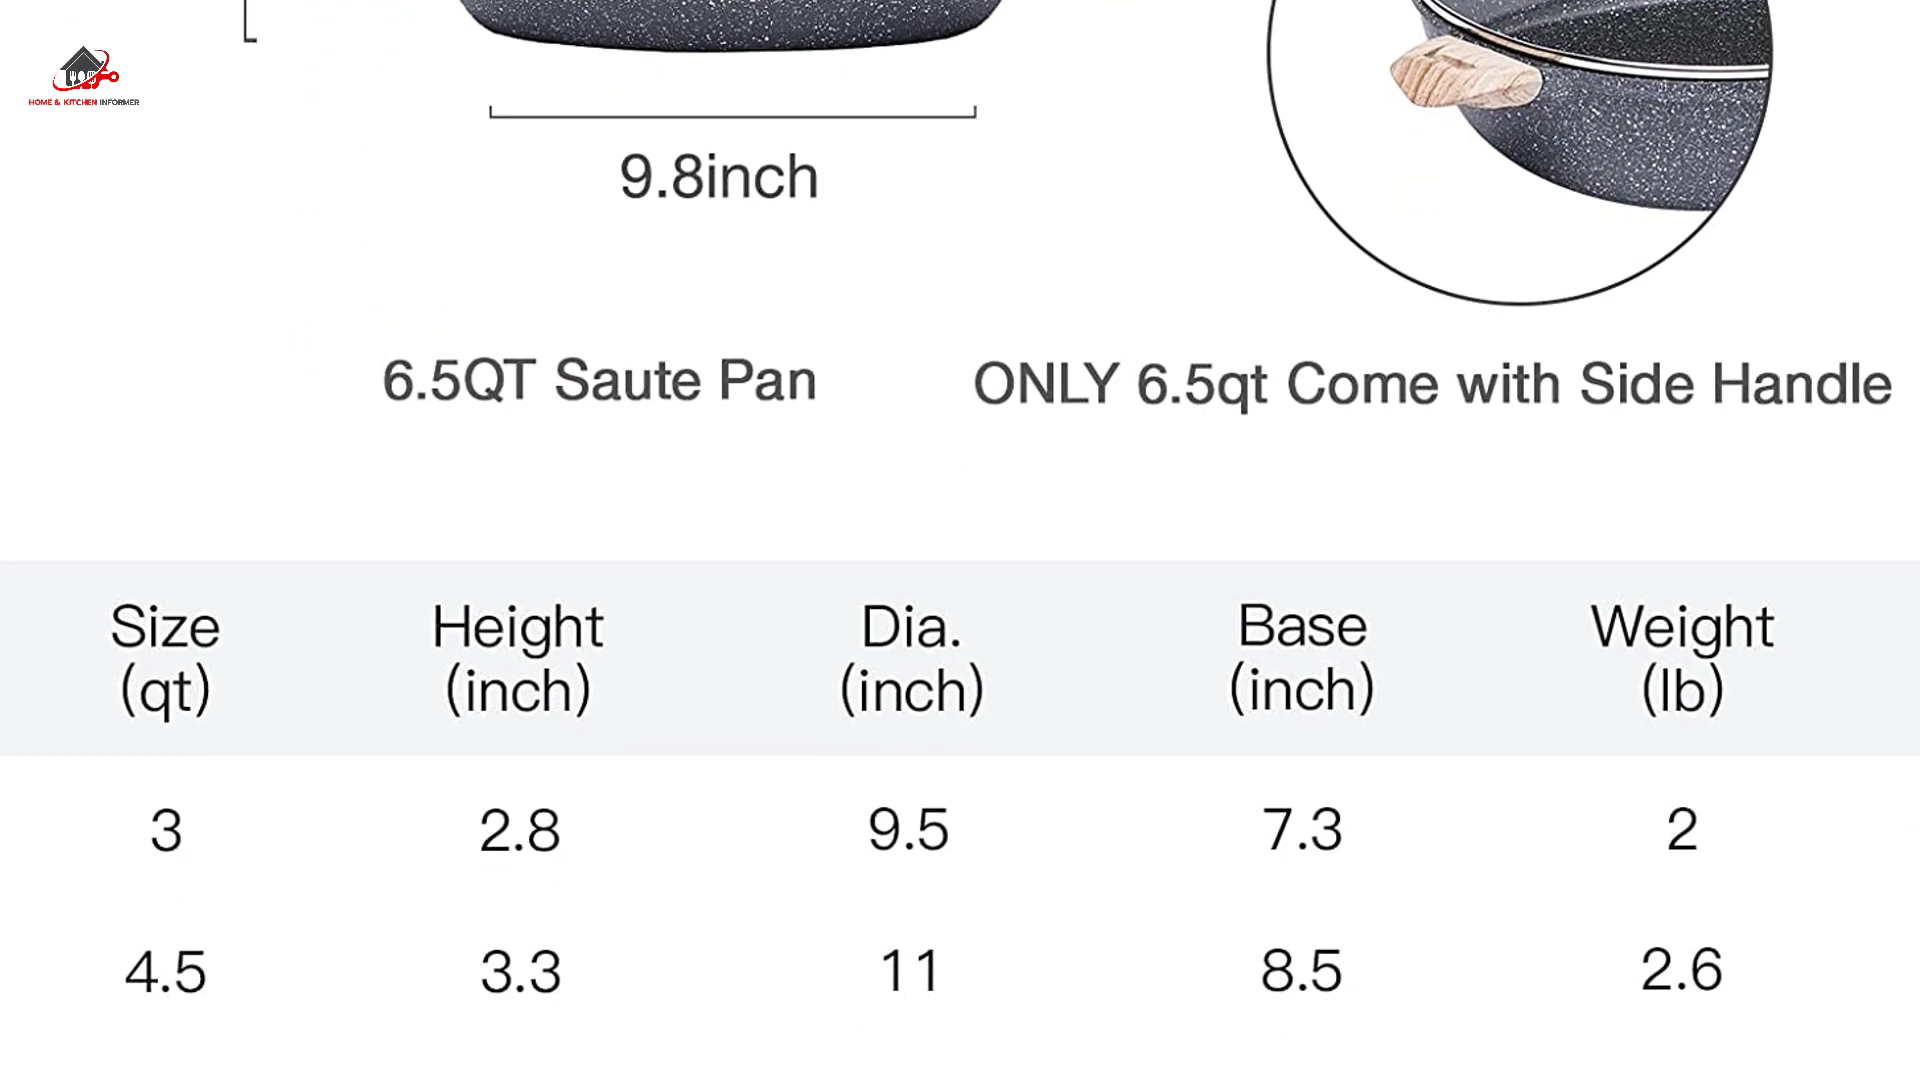 HOME & KITCHEN INFORMER
9.8inch
6.5QT Saute Pan
ONLY 6.5qt Come with Side Handle
Size (qt) Height (inch) Dia. (inch) Base (inch) Weight (lb)
3 2.8 9.5 7.3 2
4.5 3.3 11 8.5 2.6